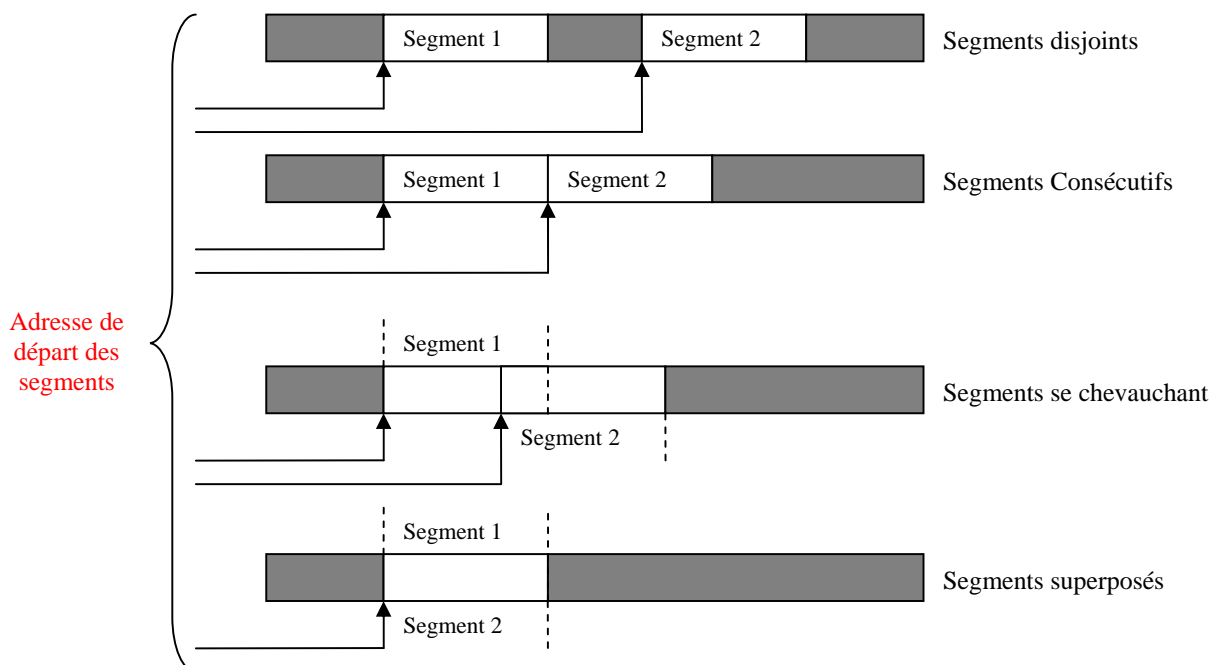 Segment 1
Segment 2
Segments disjoints
Segment 1
Segment 2
Segments Consécutifs
Adresse de
départ des
segments
Segment 1
Segments se chevauchant
Segment 2
Segment 1
Segments superposés
Segment 2